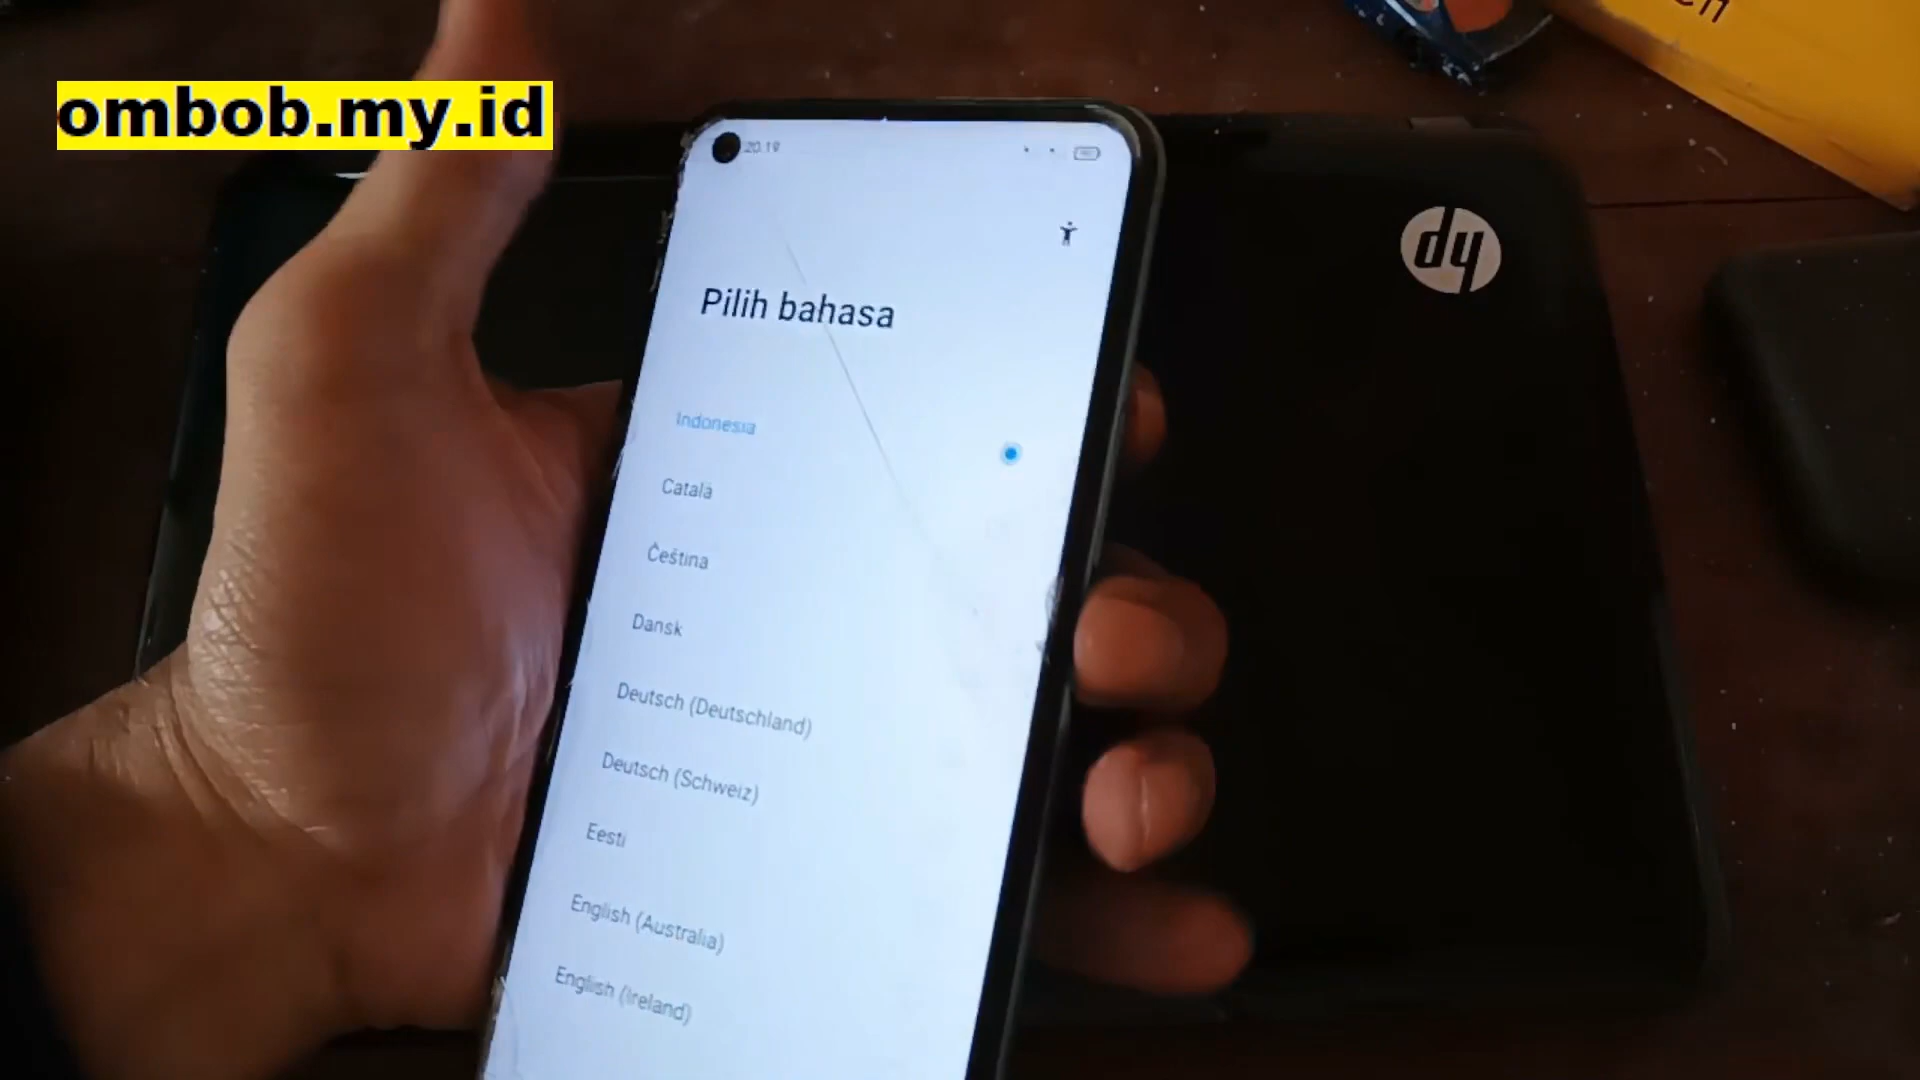 ombob.my.id
20.19
Pilih bahasa
Indonesia
Català
Čeština
Dansk
Deutsch (Deutschland)
Deutsch (Schweiz)
Eesti
English (Australia)
English (Ireland)
hp